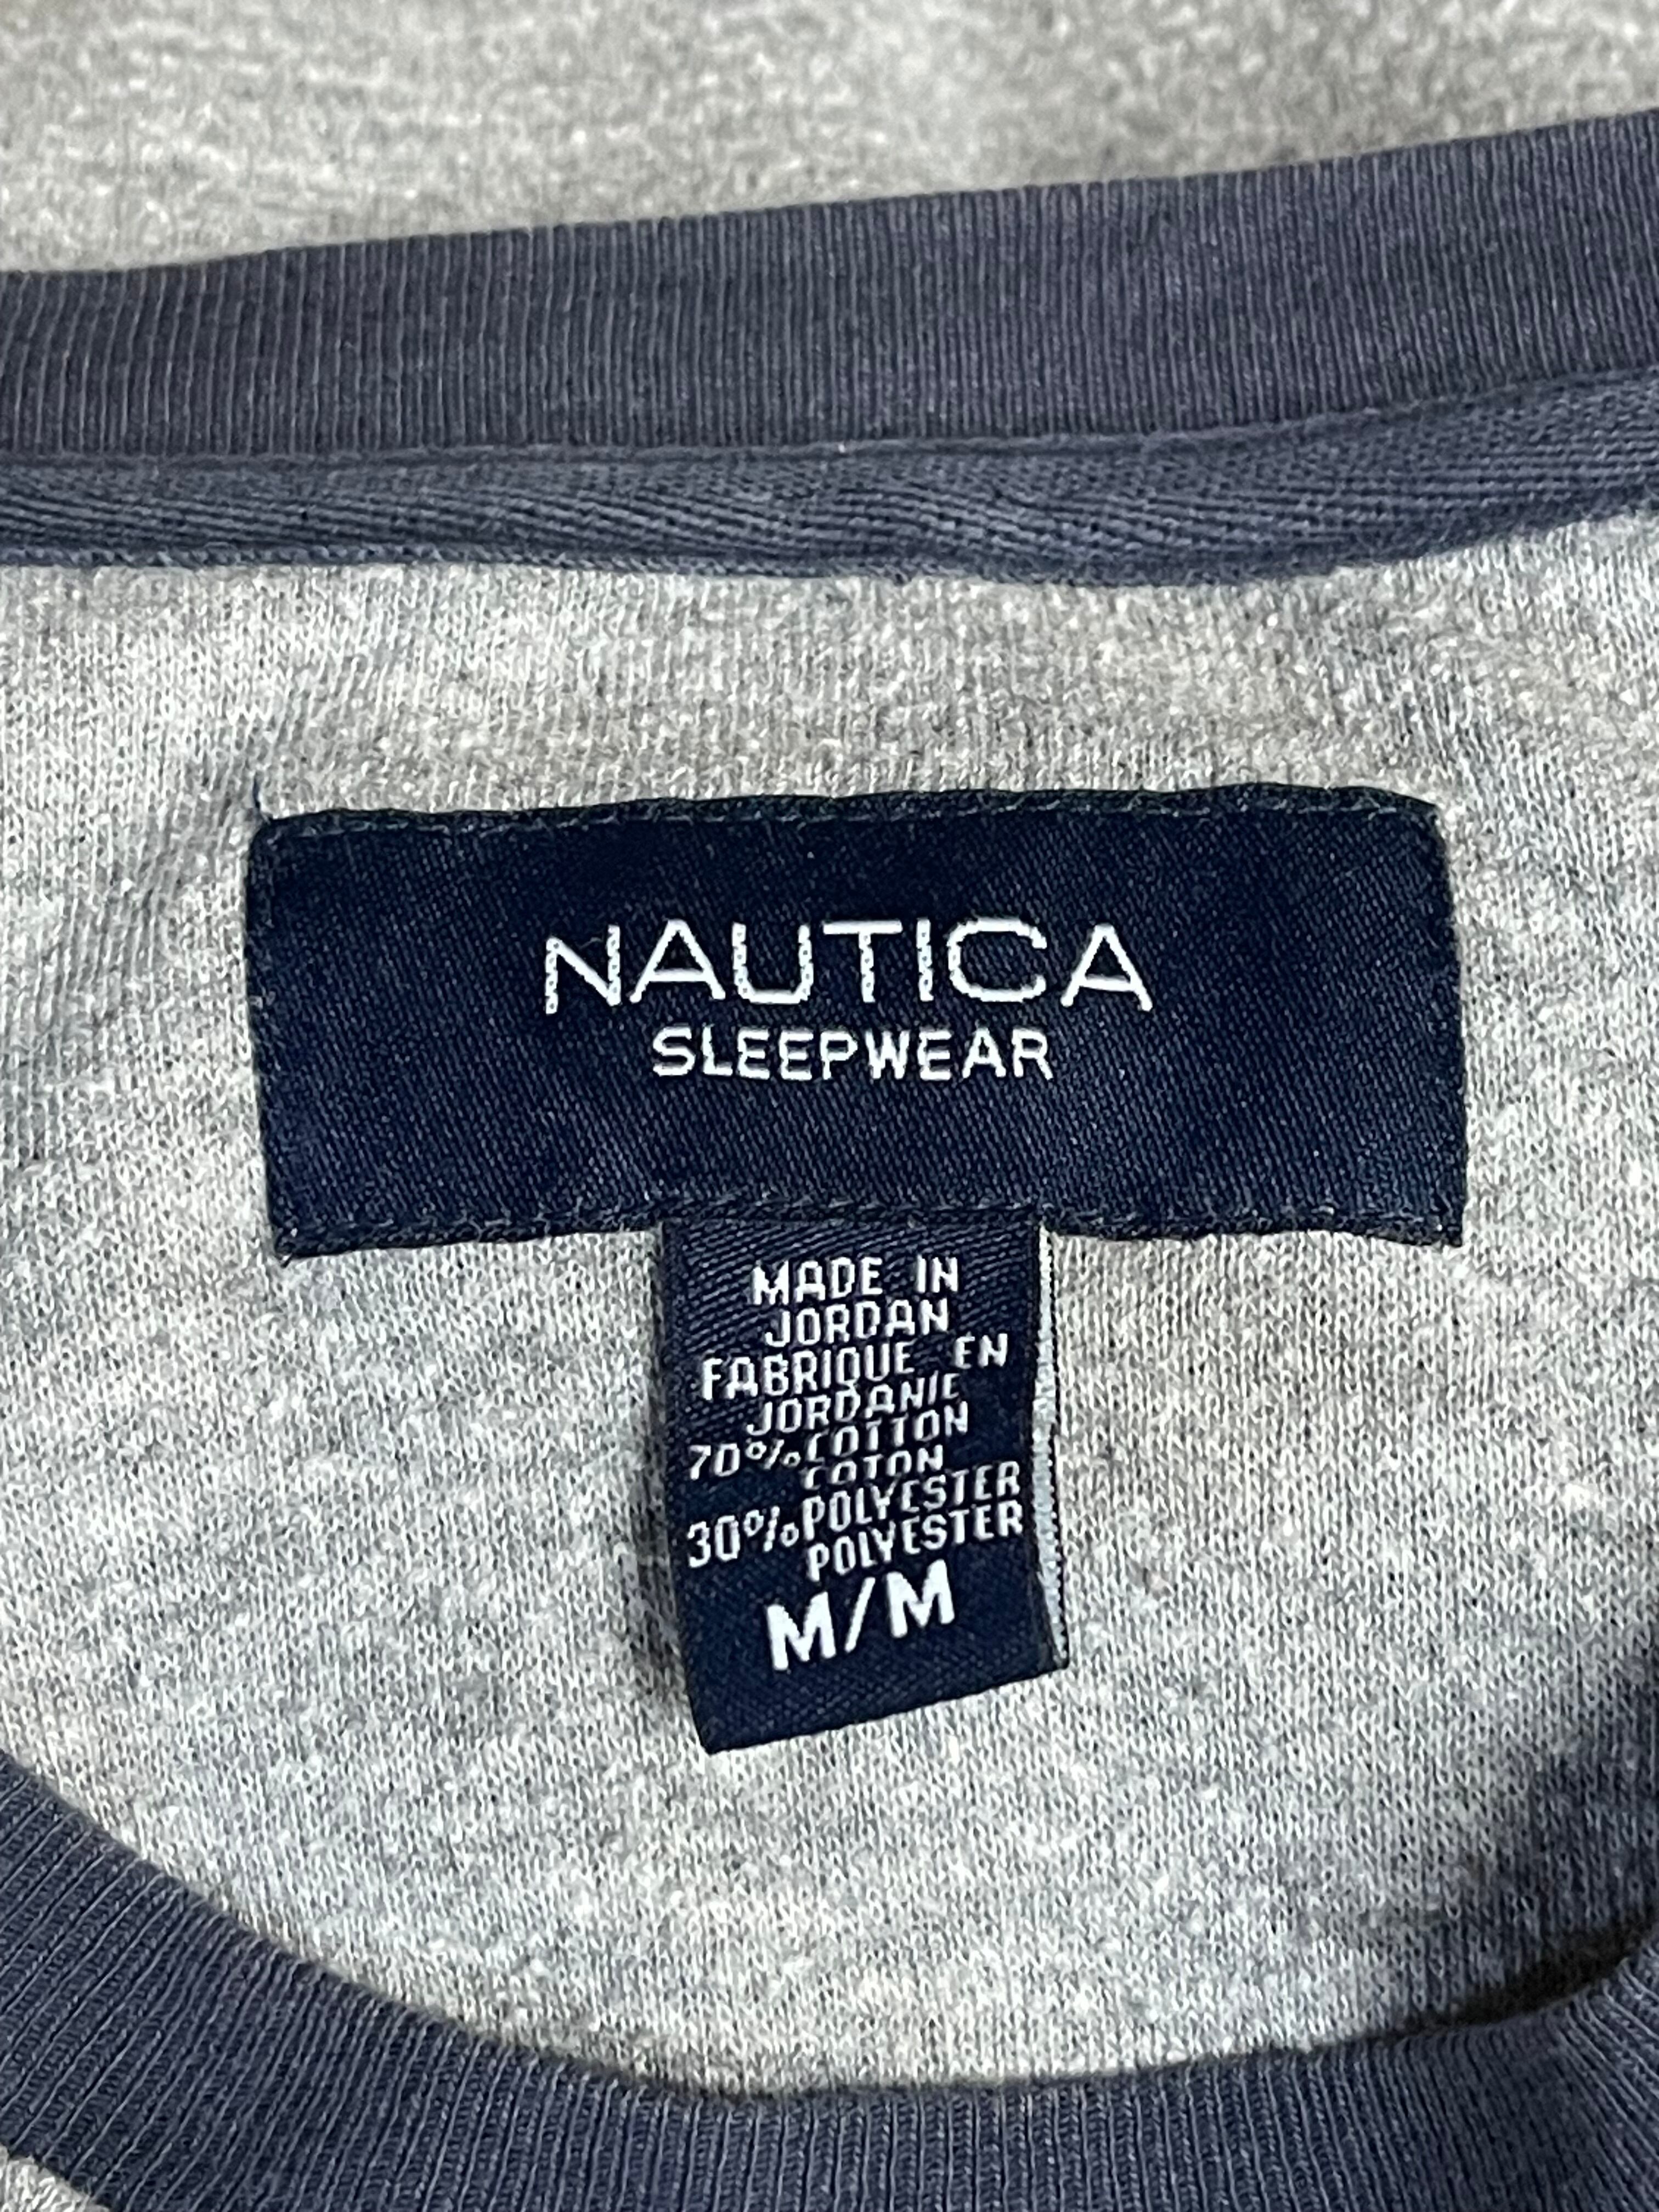 NAUTICA
SLEEPWEAR
MADE IN
JORDAN
FABRIQUE EN
JORDANIE
70% COTTON
COTON
30% POLYESTER
POLYESTER
M/M